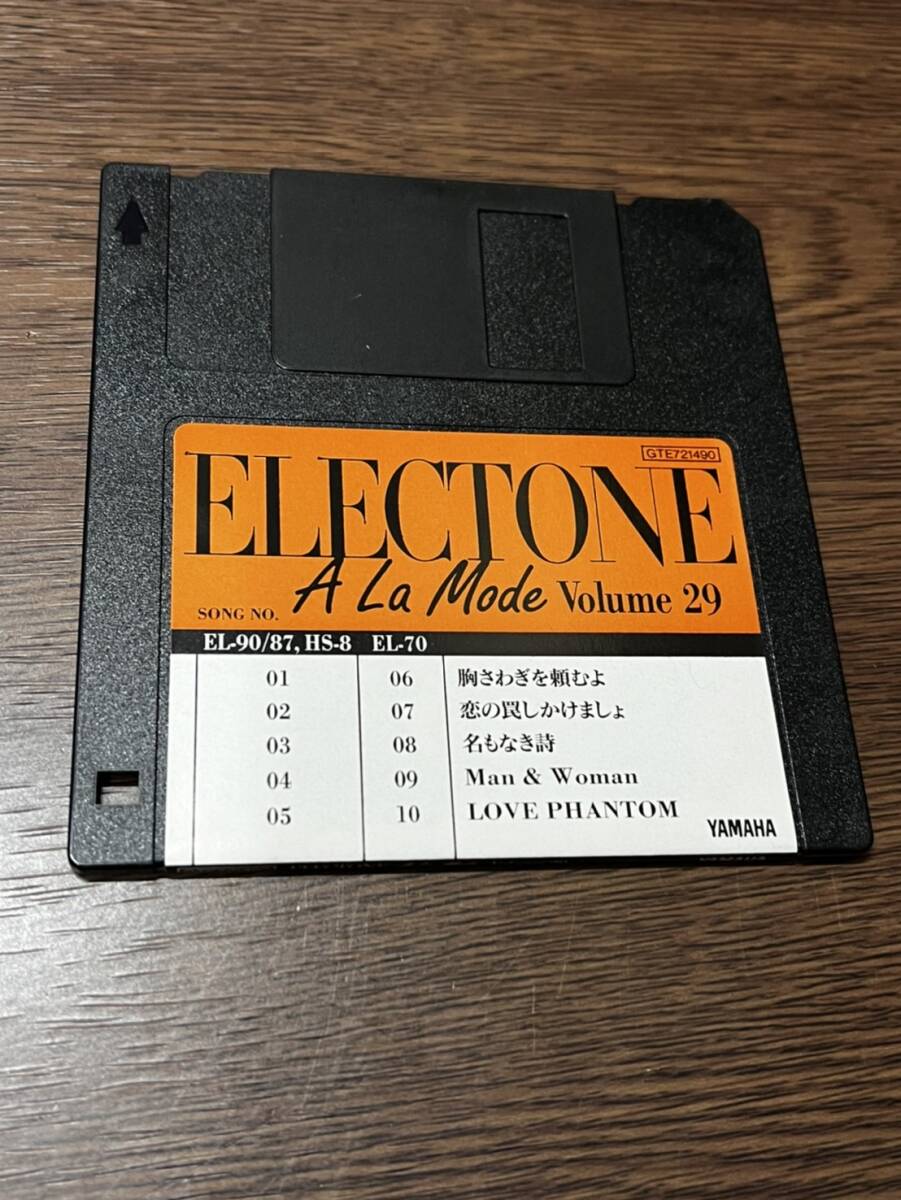 GTE721490
ELECTONE
A La Mode Volume 29
SONG NO.
EL-90/87, HS-8 EL-70
01 06 胸さわぎを頼むよ
02 07 恋の罠しかけましょ
03 08 名もなき詩
04 09 Man & Woman
05 10 LOVE PHANTOM
YAMAHA